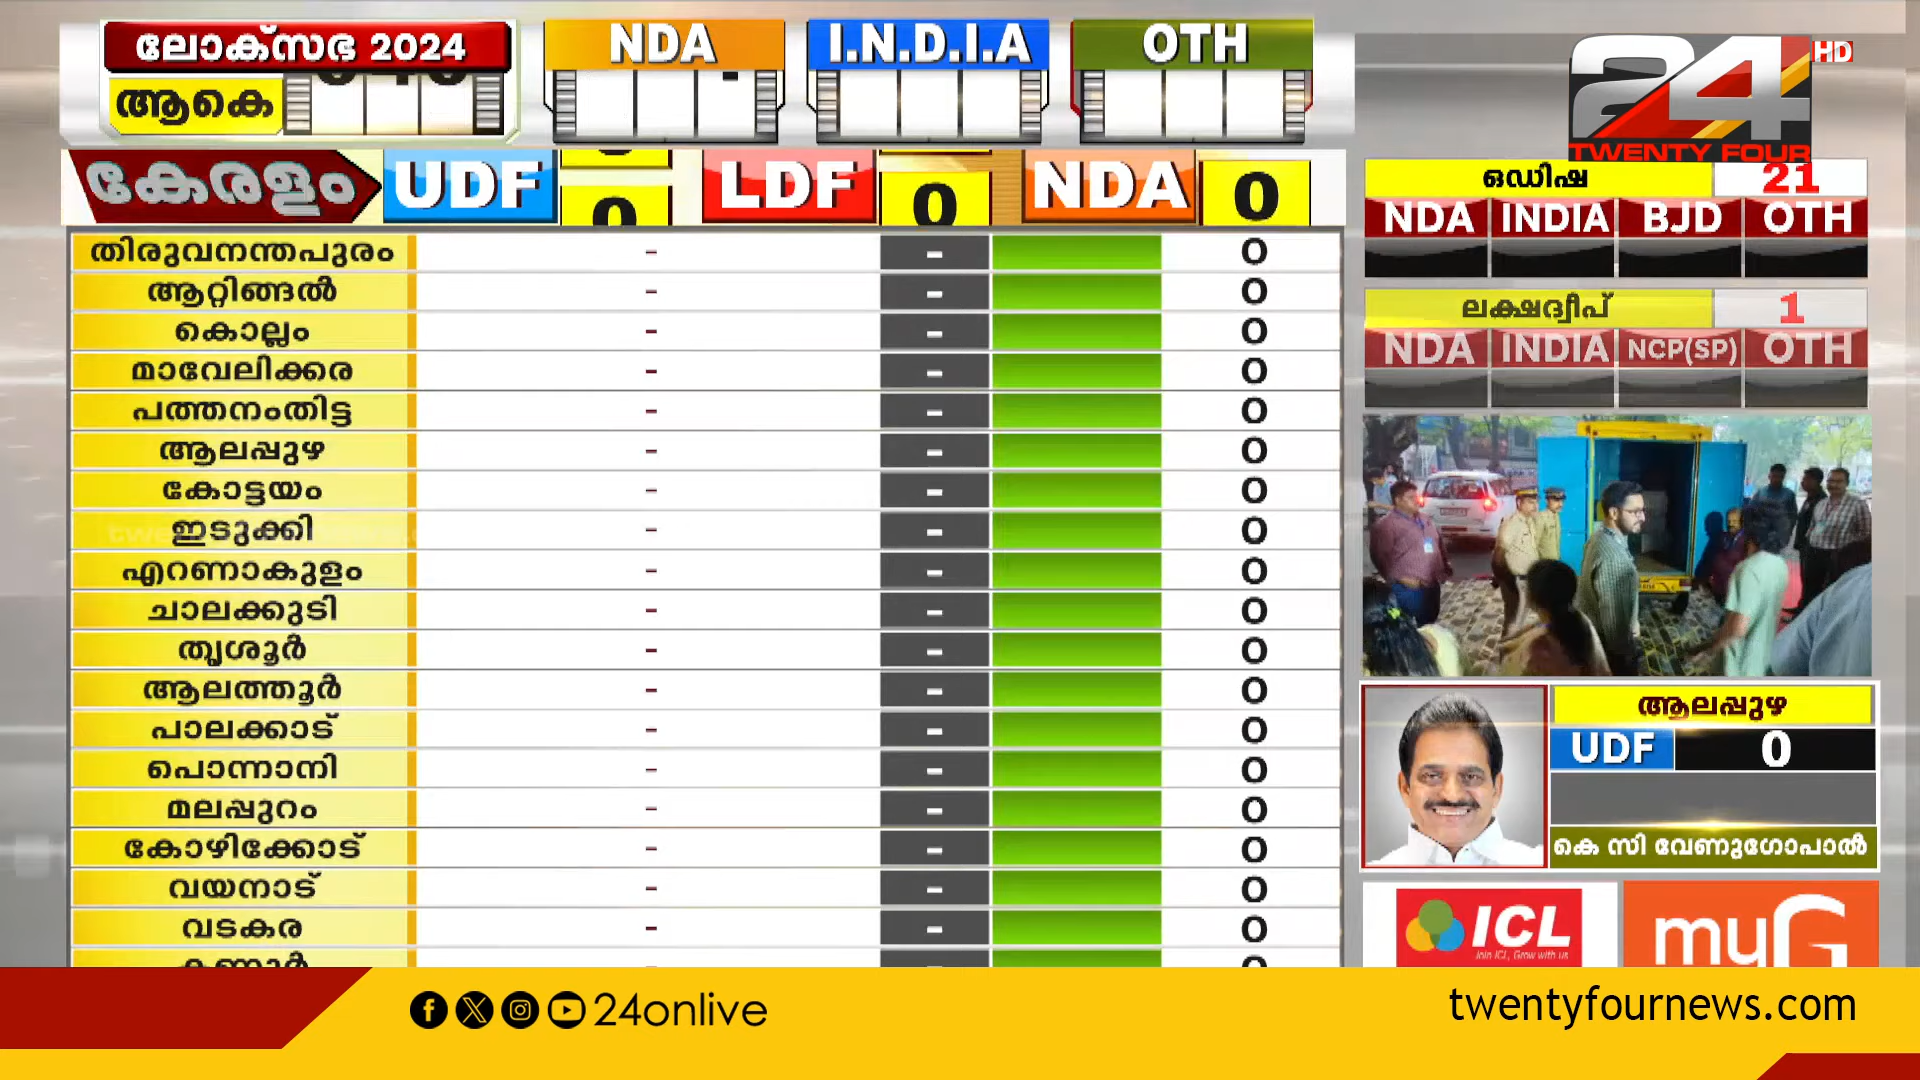 ലോക്സഭ 2024
ആകെ
NDA
I.N.D.I.A
OTH
24 HD
TWENTY FOUR
കേരളം
UDF 0
LDF 0
NDA 0
തിരുവനന്തപുരം - - 0
ആറ്റിങ്ങൽ - - 0
കൊല്ലം - - 0
മാവേലിക്കര - - 0
പത്തനംതിട്ട - - 0
ആലപ്പുഴ - - 0
കോട്ടയം - - 0
ഇടുക്കി - - 0
എറണാകുളം - - 0
ചാലക്കുടി - - 0
തൃശൂർ - - 0
ആലത്തൂർ - - 0
പാലക്കാട് - - 0
പൊന്നാനി - - 0
മലപ്പുറം - - 0
കോഴിക്കോട് - - 0
വയനാട് - - 0
വടകര - - 0
ഒഡിഷ 21
NDA INDIA BJD OTH
ലക്ഷദ്വീപ് 1
NDA INDIA NCP(SP) OTH
ആലപ്പുഴ
UDF 0
കെ സി വേണുഗോപാൽ
ICL
Join ICL, Grow with us
myG
24onlive
twentyfournews.com